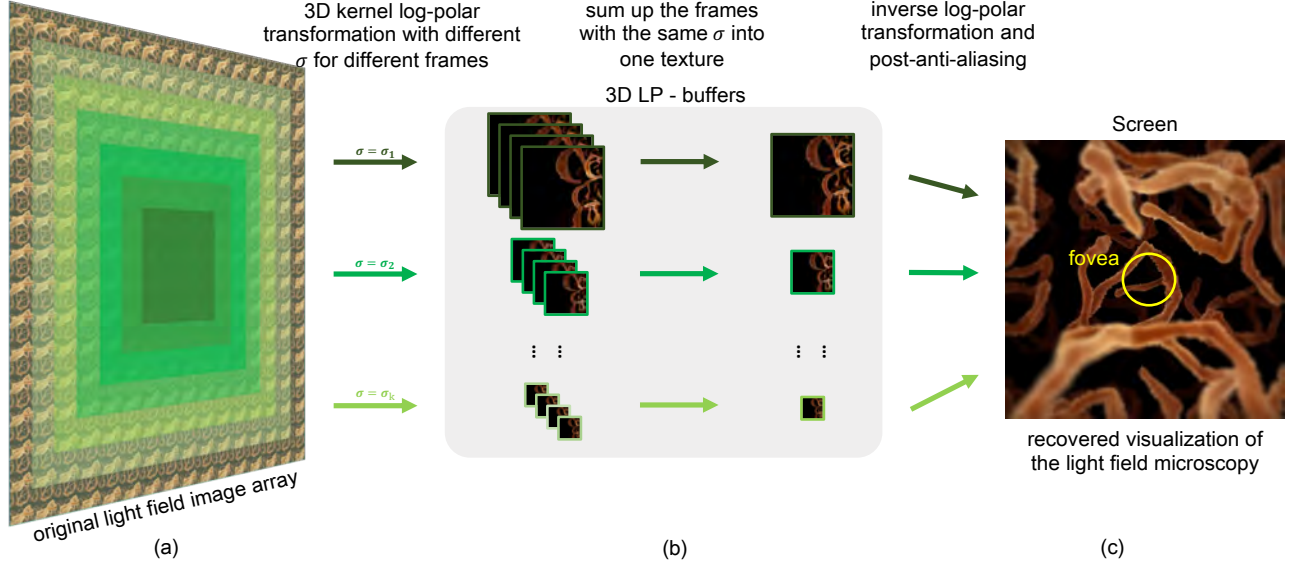 3D kernel log-polar
transformation with different
σ for different frames
sum up the frames
with the same σ into
one texture
inverse log-polar
transformation and
post-anti-aliasing
3D LP - buffers
Screen
σ = σ₁
σ = σ₂
σ = σₖ
fovea
original light field image array
recovered visualization of
the light field microscopy
(a)
(b)
(c)